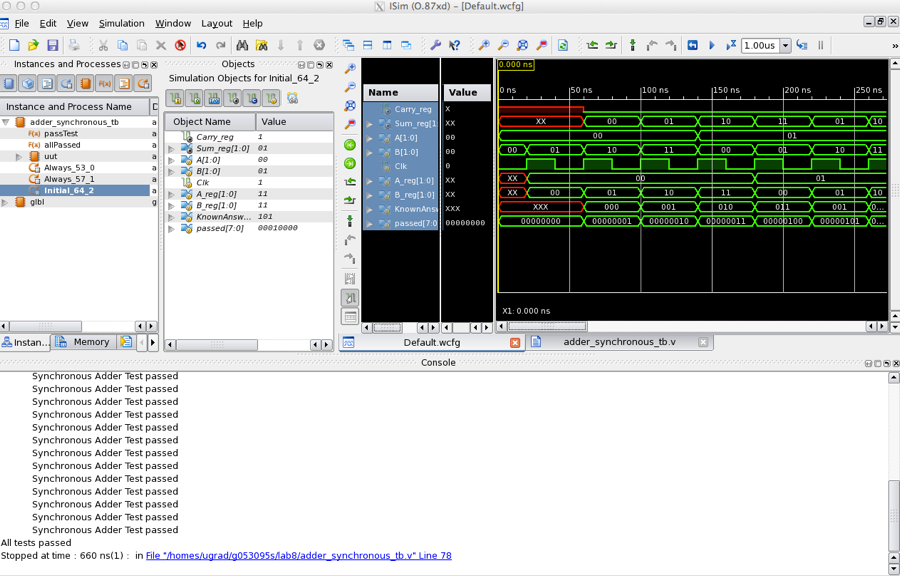 ISim (O.87xd) – [Default.wcfg]
File Edit View Simulation Window Layout Help
1.00us
»
Instances and Processes
Instance and Process Name
adder_synchronous_tb a
passTest a
allPassed a
uut a
Always_53_0 a
Always_57_1 a
Initial_64_2 a
glbl g
Instan...
Memory
Objects
Simulation Objects for Initial_64_2
Object Name Value
Carry_reg 1
Sum_reg[1:0] 01
A[1:0] 00
B[1:0] 01
Clk 1
A_reg[1:0] 11
B_reg[1:0] 11
KnownAnsw... 101
passed[7:0] 00010000
Name Value
Carry_reg X
Sum_reg[1 XX
A[1:0] 00
B[1:0] 00
Clk 0
A_reg[1:0] XX
B_reg[1:0] XX
KnownAnsw XXX
passed[7:0 00000000
0.000 ns
0 ns 50 ns 100 ns 150 ns 200 ns 250 ns
XX 00 01 10 11 01 10
00 01
00 01 10 11 00 01 10 11
XX 00 01
XX 00 01 10 11 00 01 10
XXX 000 001 010 011 001 0...
00000000 00000001 00000010 00000011 00000100 00000101 0...
X1: 0.000 ns
Default.wcfg
adder_synchronous_tb.v
Console
Synchronous Adder Test passed
Synchronous Adder Test passed
Synchronous Adder Test passed
Synchronous Adder Test passed
Synchronous Adder Test passed
Synchronous Adder Test passed
Synchronous Adder Test passed
Synchronous Adder Test passed
Synchronous Adder Test passed
Synchronous Adder Test passed
Synchronous Adder Test passed
Synchronous Adder Test passed
Synchronous Adder Test passed
All tests passed
Stopped at time : 660 ns(1) : in File "/homes/ugrad/g053095s/lab8/adder_synchronous_tb.v" Line 78